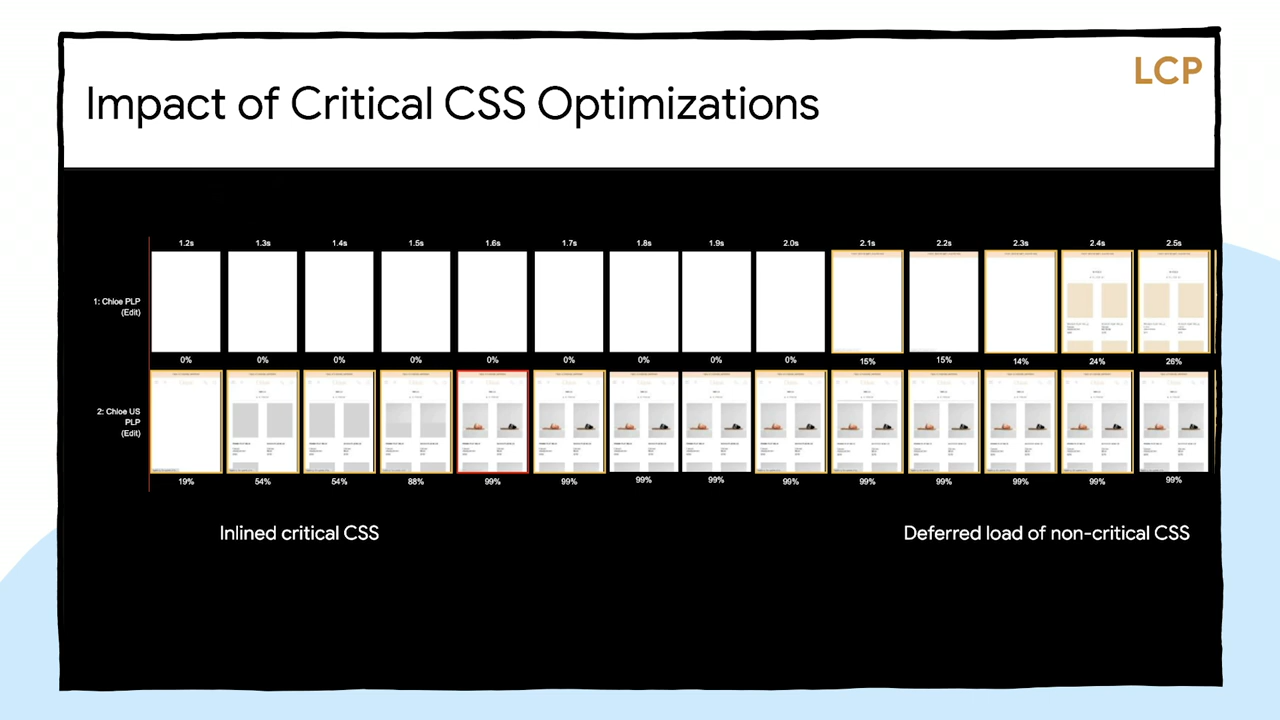 LCP
Impact of Critical CSS Optimizations
1.2s 1.3s 1.4s 1.5s 1.6s 1.7s 1.8s 1.9s 2.0s 2.1s 2.2s 2.3s 2.4s 2.5s
1: Chloe PLP
(Edit)
0% 0% 0% 0% 0% 0% 0% 0% 0% 15% 15% 14% 24% 26%
2: Chloe US
PLP
(Edit)
19% 54% 54% 88% 99% 99% 99% 99% 99% 99% 99% 99% 99% 99%
Inlined critical CSS
Deferred load of non-critical CSS